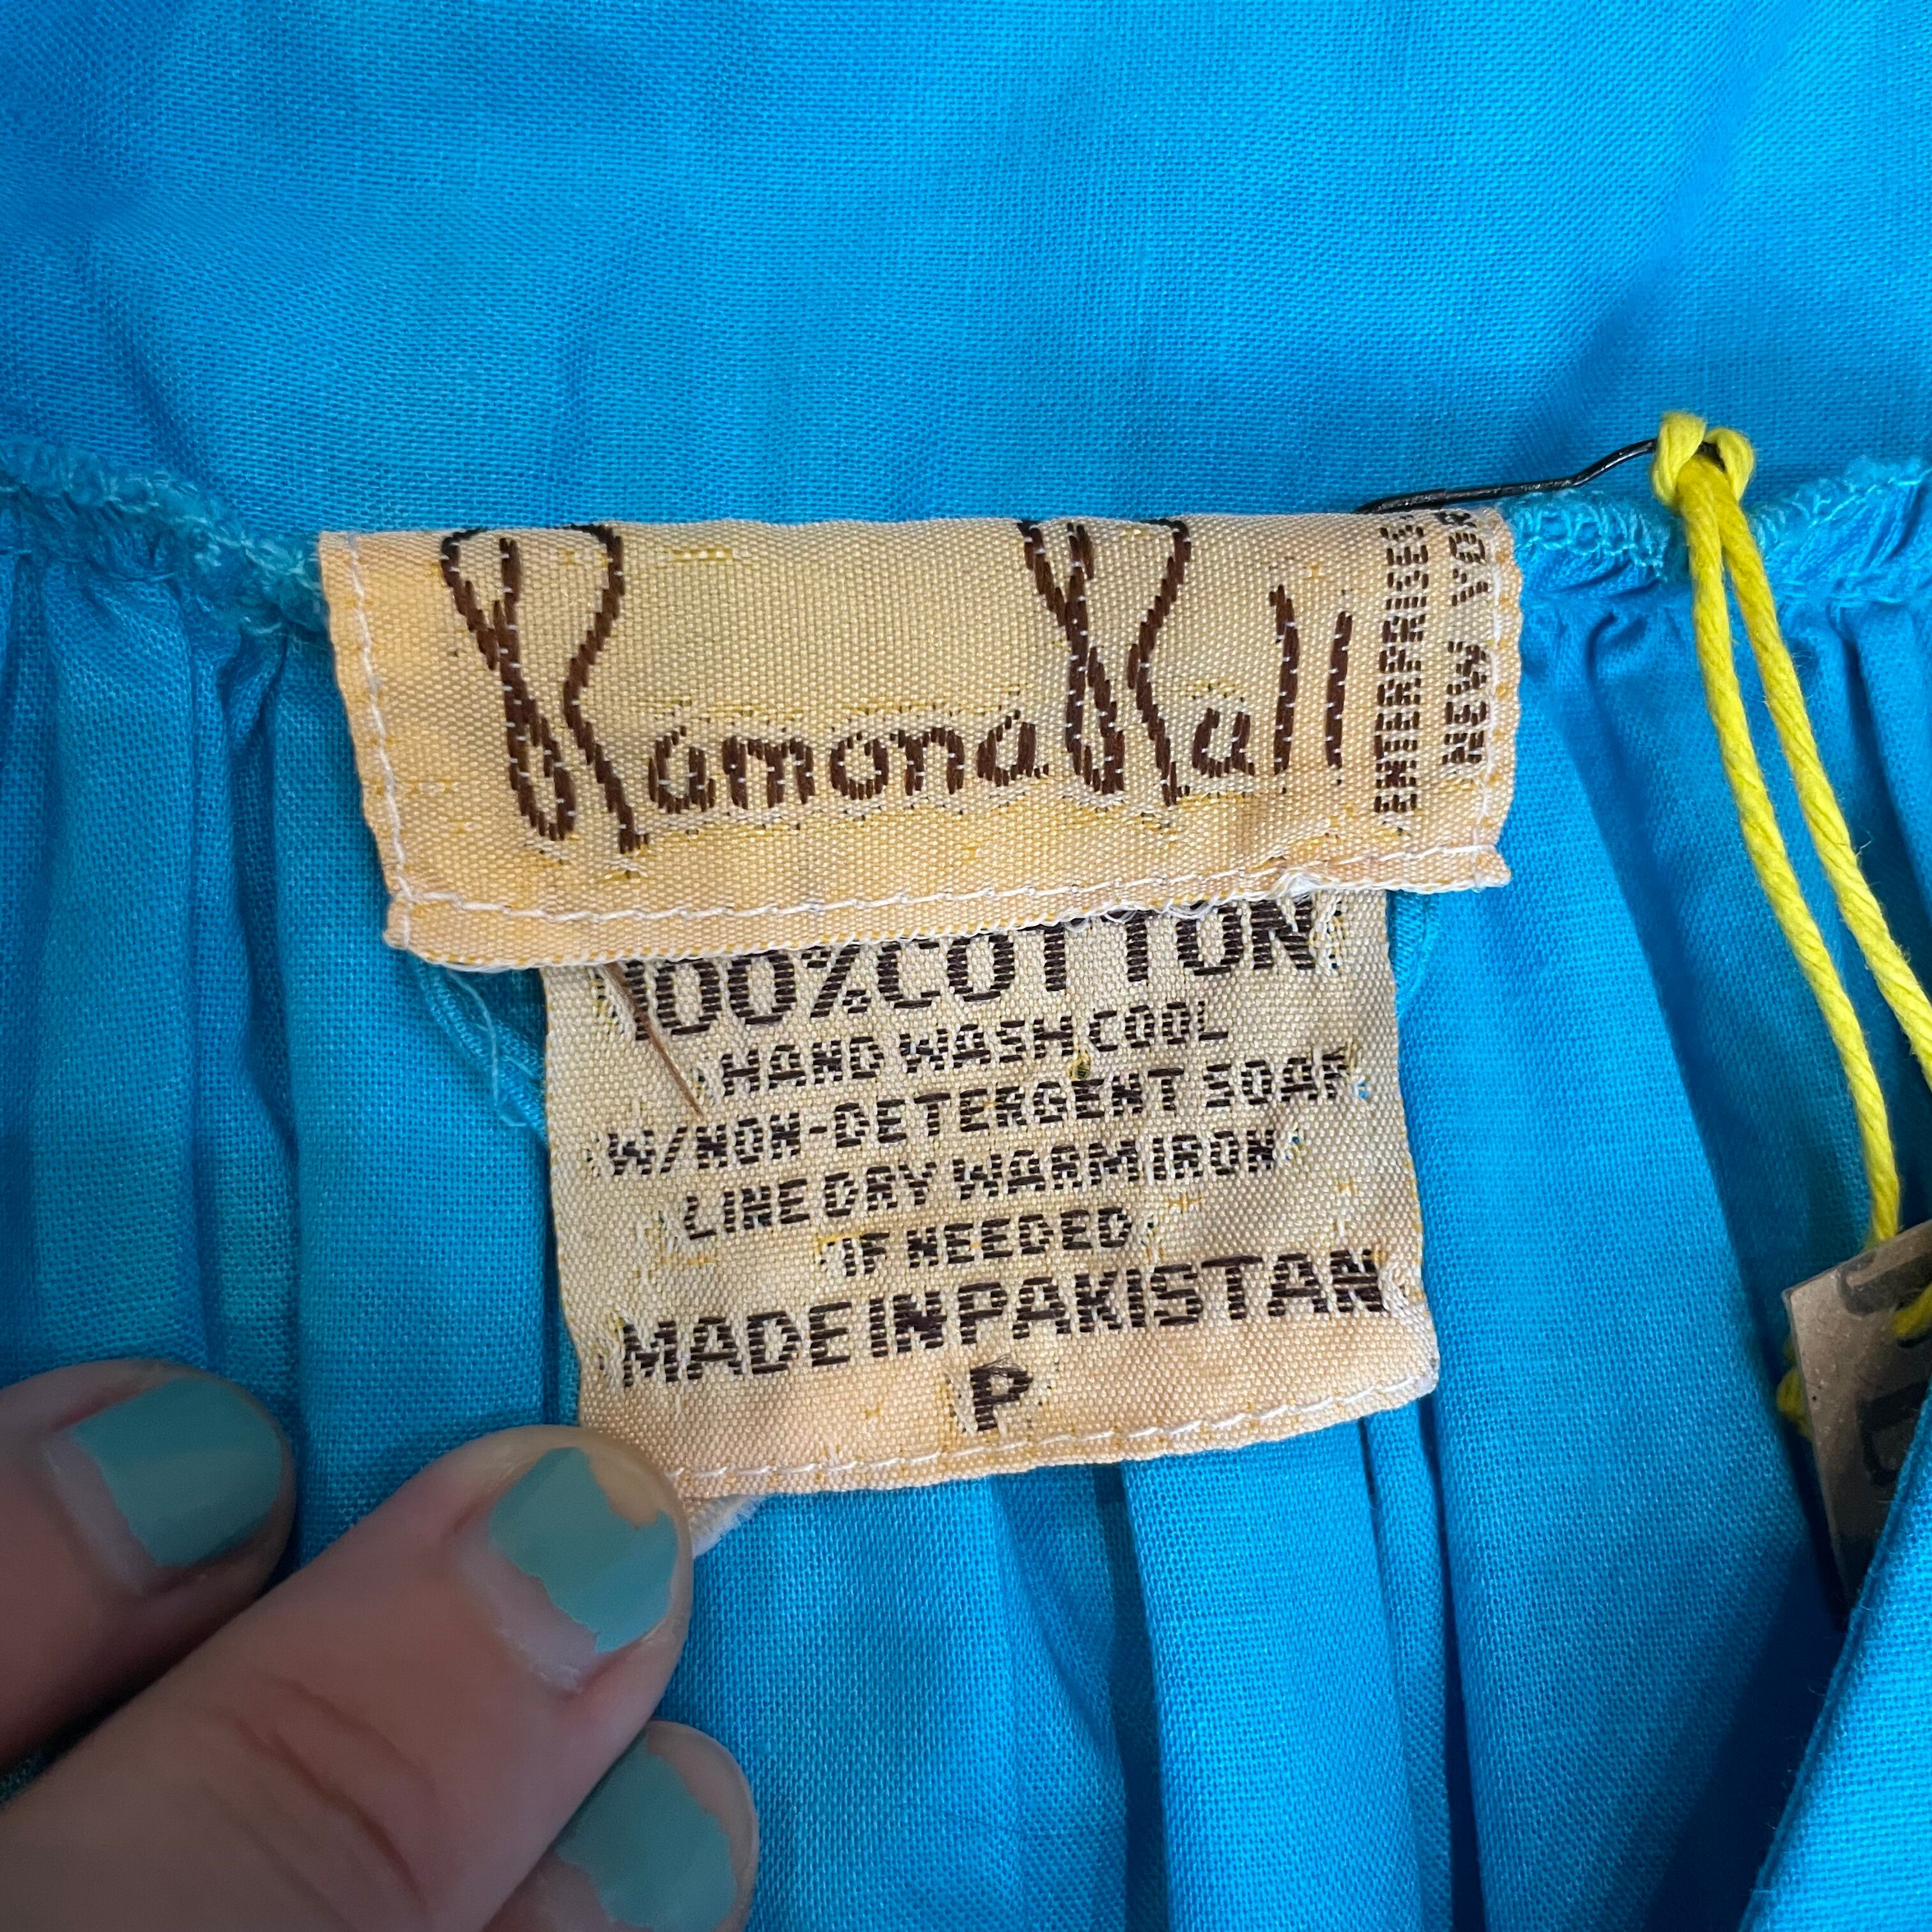 Ramona Rull
ENTERPRISES
NEW YOR
100% COTTON
HAND WASH COOL
W/NON-DETERGENT SOAP
LINE DRY WARM IRON
IF NEEDED
MADE IN PAKISTAN
P